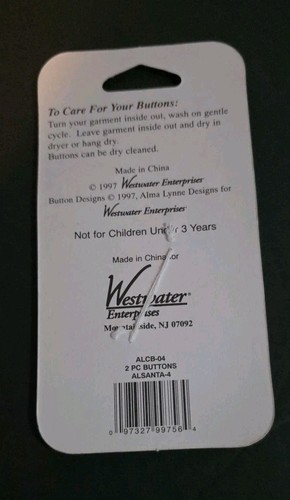 To Care For Your Buttons:
Turn your garment inside out, wash on gentle
cycle. Leave garment inside out and dry in
dryer or hang dry.
Buttons can be dry cleaned.
Made in China
© 1997 Westwater Enterprises
Button Designs © 1997, Alma Lynne Designs for
Westwater Enterprises
Not for Children Under 3 Years
Made in China for
Westwater®
Enterprises
Mountainside, NJ 07092
ALCB-04
2 PC BUTTONS
ALSANTA-4
0 97327 99756 4